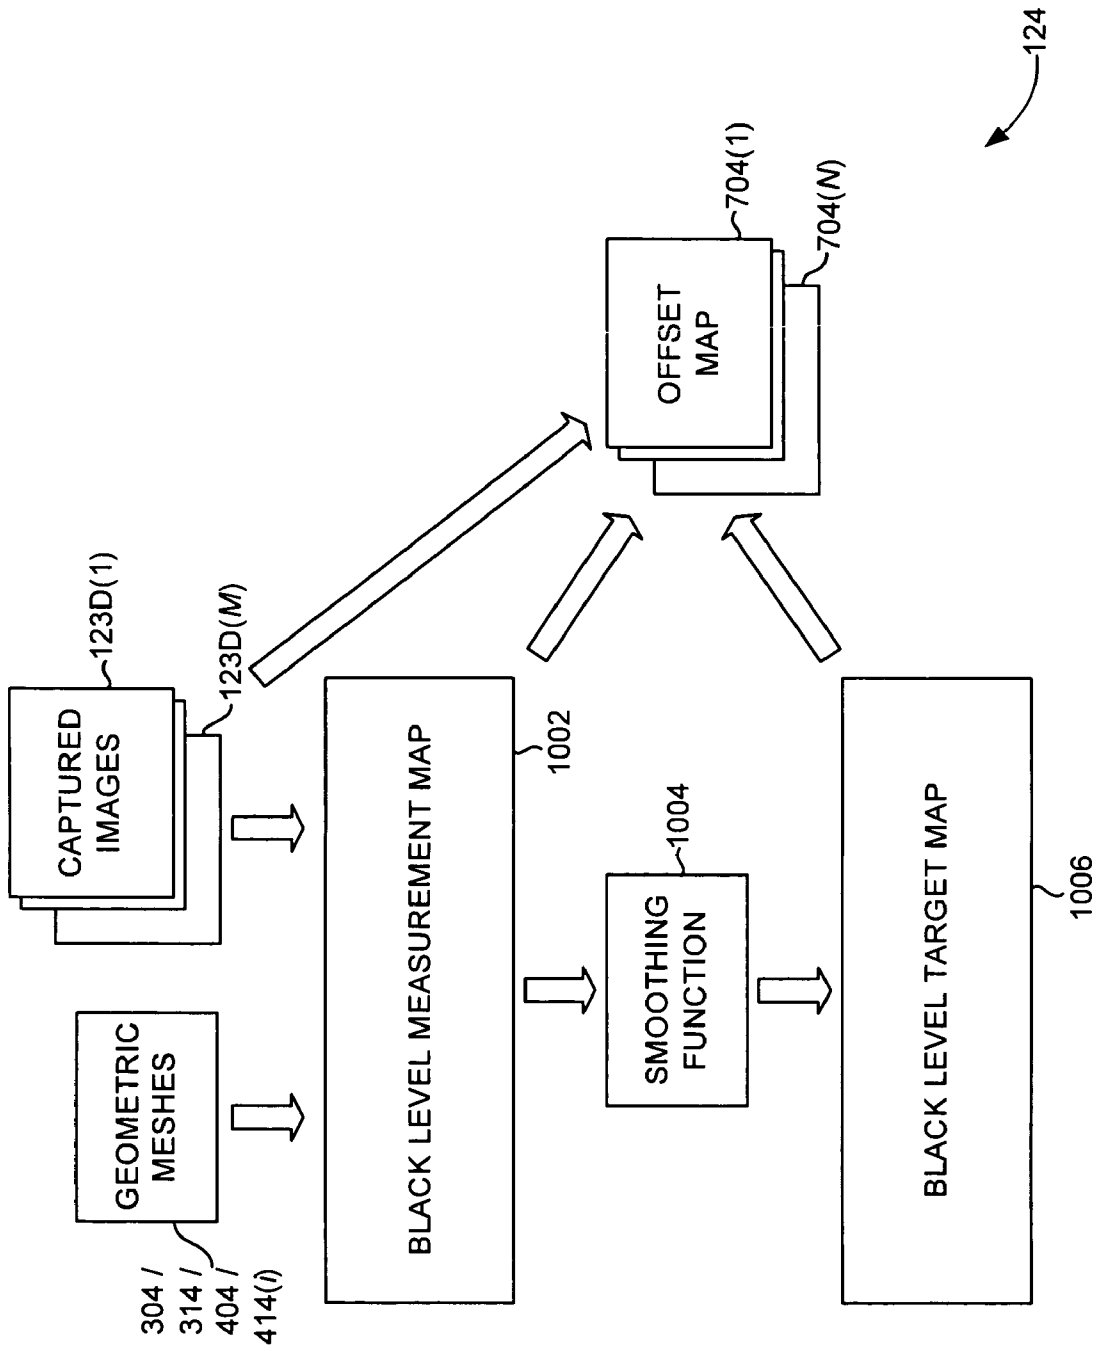 304 /
314 /
404 /
414(i)
GEOMETRIC
MESHES
CAPTURED
IMAGES
123D(1)
123D(M)
BLACK LEVEL MEASUREMENT MAP
1002
SMOOTHING
FUNCTION
1004
BLACK LEVEL TARGET MAP
1006
OFFSET
MAP
704(1)
704(N)
124